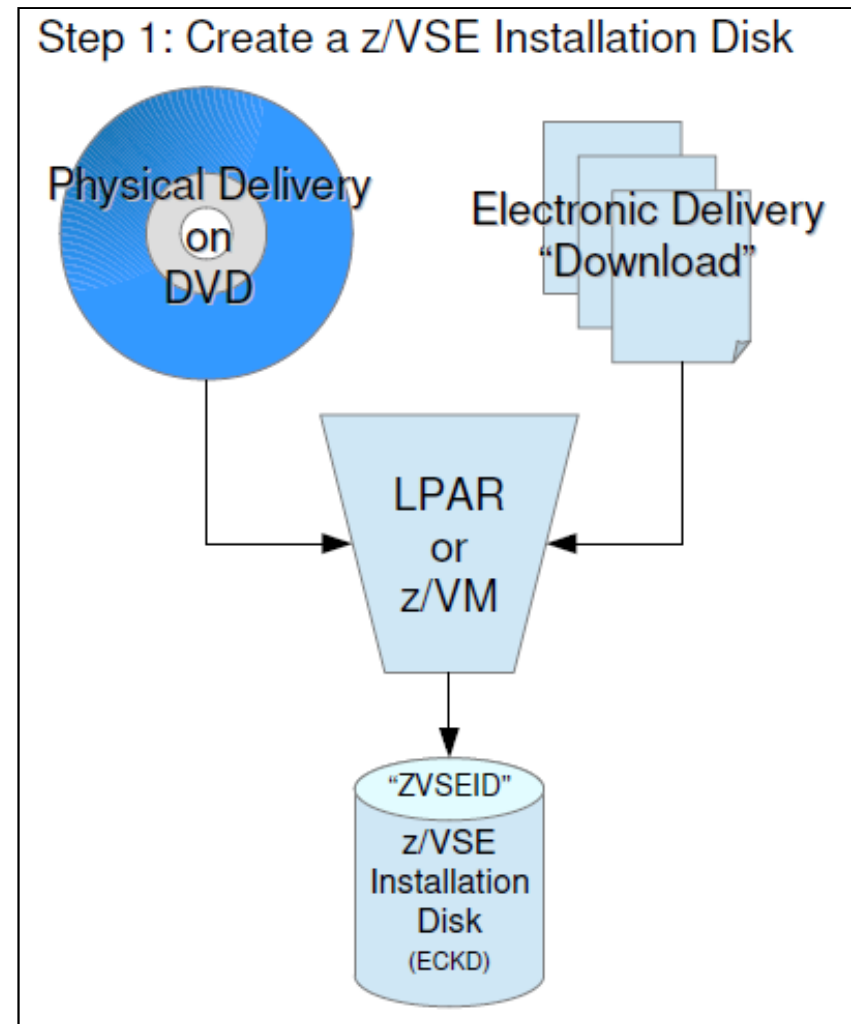 Step 1: Create a z/VSE Installation Disk
Physical Delivery
on
DVD
Electronic Delivery
“Download”
LPAR
or
z/VM
“ZVSEID”
z/VSE
Installation
Disk
(ECKD)